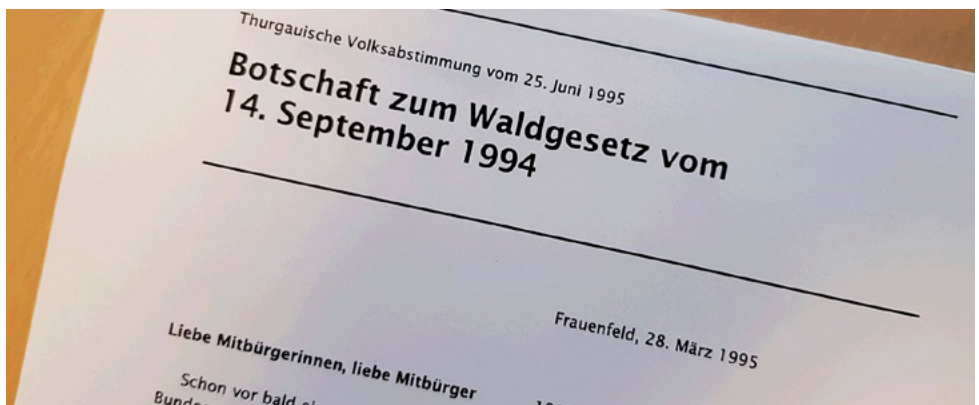 Thurgauische Volksabstimmung vom 25. Juni 1995
Botschaft zum Waldgesetz vom
14. September 1994
Frauenfeld, 28. März 1995
Liebe Mitbürgerinnen, liebe Mitbürger
Schon vor bald